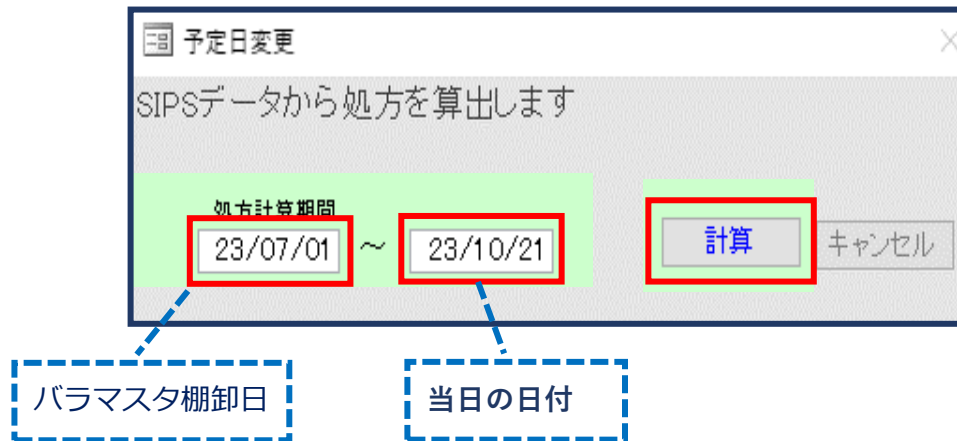 予定日変更
SIPSデータから処方を算出します
処方計算期間
23/07/01 ～ 23/10/21 計算 キャンセル
バラマスタ棚卸日 当日の日付